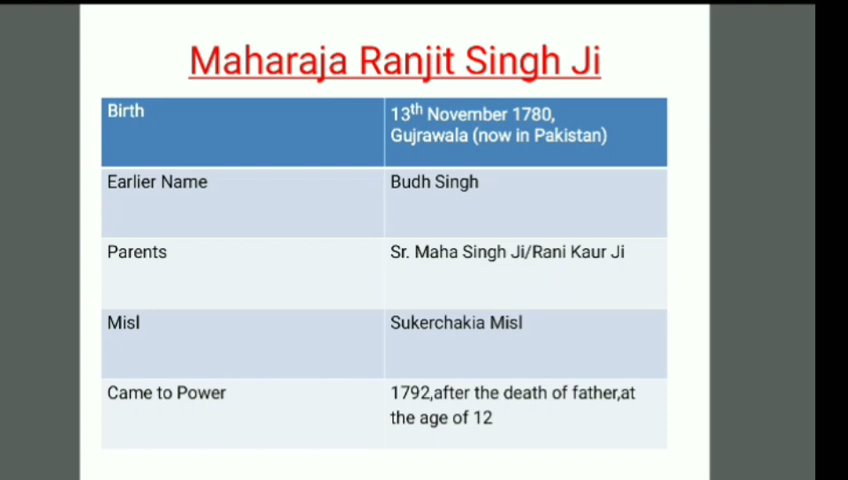 Maharaja Ranjit Singh Ji
Birth
13th November 1780,
Gujrawala (now in Pakistan)
Earlier Name
Budh Singh
Parents
Sr. Maha Singh Ji/Rani Kaur Ji
Misl
Sukerchakia Misl
Came to Power
1792,after the death of father,at
the age of 12